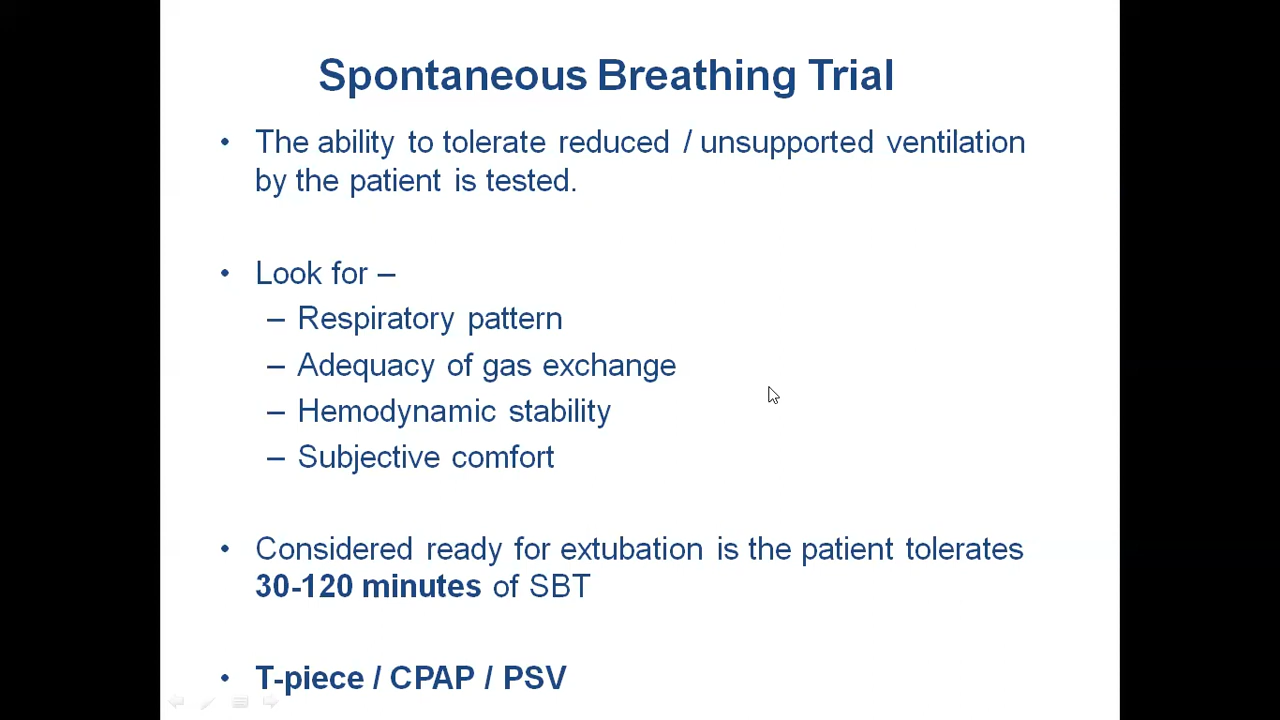 Spontaneous Breathing Trial
• The ability to tolerate reduced / unsupported ventilation
by the patient is tested.
• Look for –
– Respiratory pattern
– Adequacy of gas exchange
– Hemodynamic stability
– Subjective comfort
• Considered ready for extubation is the patient tolerates
30-120 minutes of SBT
• T-piece / CPAP / PSV